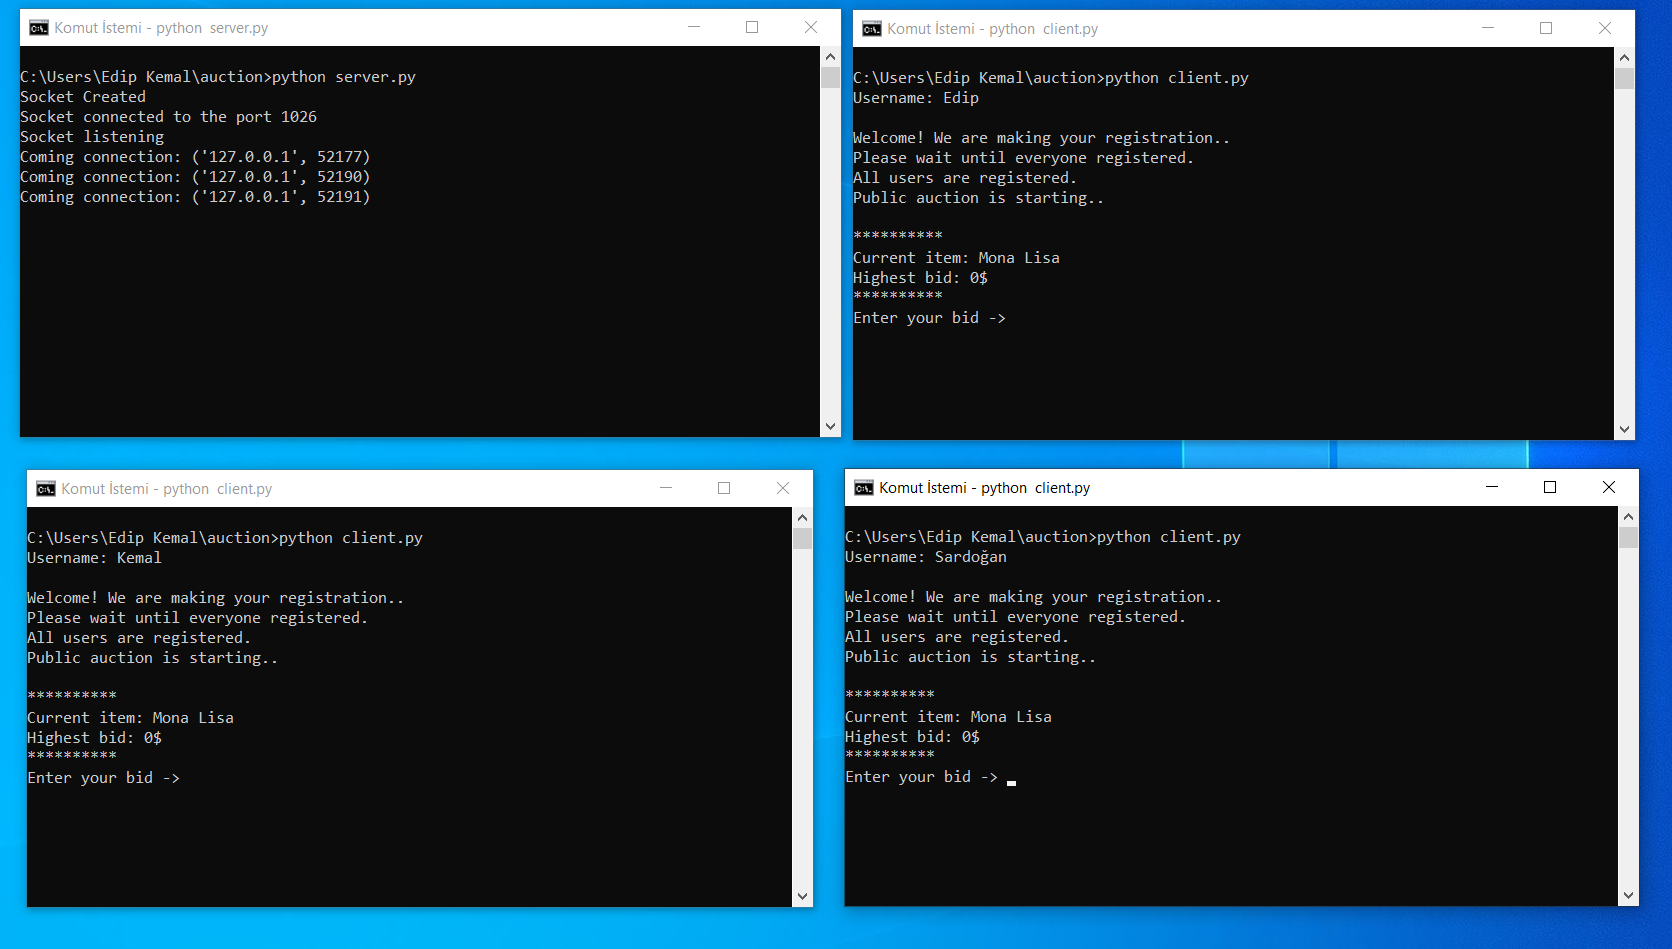 Komut İstemi - python  server.py
C:\Users\Edip Kemal\auction>python server.py
Socket Created
Socket connected to the port 1026
Socket listening
Coming connection: ('127.0.0.1', 52177)
Coming connection: ('127.0.0.1', 52190)
Coming connection: ('127.0.0.1', 52191)
Komut İstemi - python  client.py
C:\Users\Edip Kemal\auction>python client.py
Username: Edip
Welcome! We are making your registration..
Please wait until everyone registered.
All users are registered.
Public auction is starting..
**********
Current item: Mona Lisa
Highest bid: 0$
**********
Enter your bid ->
Komut İstemi - python  client.py
C:\Users\Edip Kemal\auction>python client.py
Username: Kemal
Welcome! We are making your registration..
Please wait until everyone registered.
All users are registered.
Public auction is starting..
**********
Current item: Mona Lisa
Highest bid: 0$
**********
Enter your bid ->
Komut İstemi - python  client.py
C:\Users\Edip Kemal\auction>python client.py
Username: Sardoğan
Welcome! We are making your registration..
Please wait until everyone registered.
All users are registered.
Public auction is starting..
**********
Current item: Mona Lisa
Highest bid: 0$
**********
Enter your bid ->